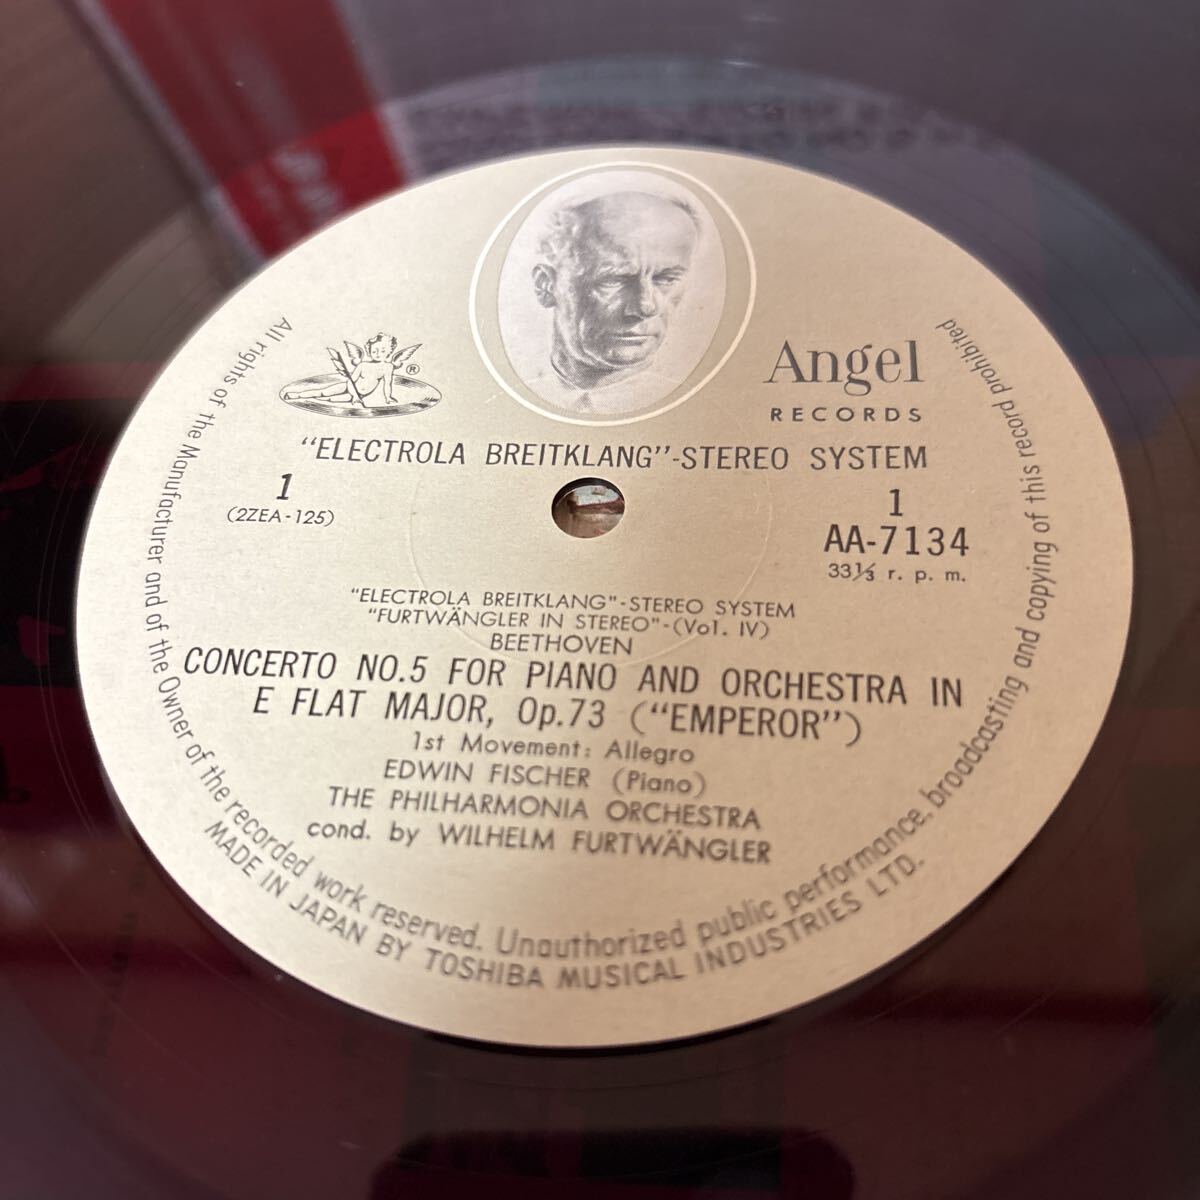 Angel
RECORDS
®
"ELECTROLA BREITKLANG"-STEREO SYSTEM
1
(2ZEA-125)
1
AA-7134
33⅓ r. p. m.
"ELECTROLA BREITKLANG"-STEREO SYSTEM
"FURTWÄNGLER IN STEREO"-(Vol. IV)
BEETHOVEN
CONCERTO NO.5 FOR PIANO AND ORCHESTRA IN
E FLAT MAJOR, Op.73 ("EMPEROR")
1st Movement: Allegro
EDWIN FISCHER (Piano)
THE PHILHARMONIA ORCHESTRA
cond. by WILHELM FURTWÄNGLER
All rights of the Manufacturer and of the Owner of the recorded work reserved. Unauthorized public performance, broadcasting and copying of this record prohibited
MADE IN JAPAN BY TOSHIBA MUSICAL INDUSTRIES LTD.